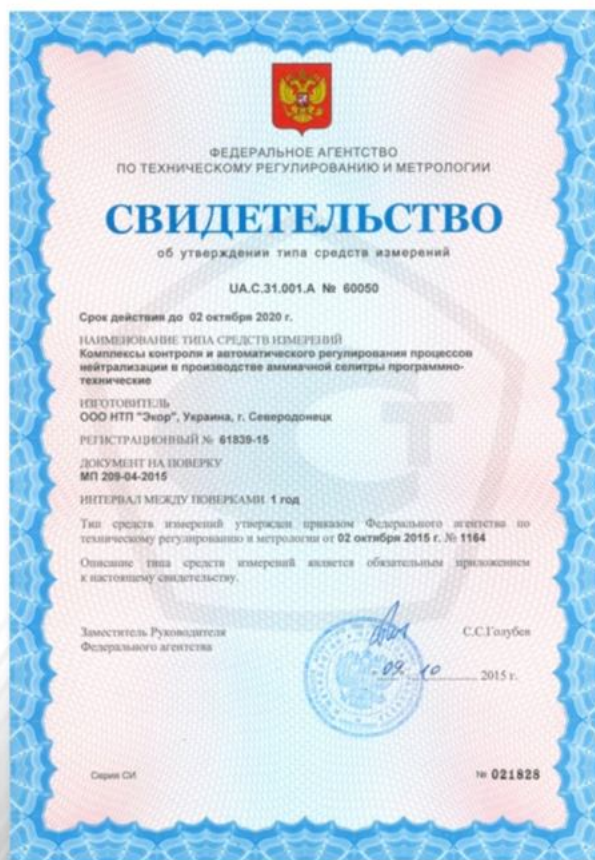 ФЕДЕРАЛЬНОЕ АГЕНТСТВО
ПО ТЕХНИЧЕСКОМУ РЕГУЛИРОВАНИЮ И МЕТРОЛОГИИ
СВИДЕТЕЛЬСТВО
об утверждении типа средств измерений
UA.C.31.001.A № 60050
Срок действия до 02 октября 2020 г.
НАИМЕНОВАНИЕ ТИПА СРЕДСТВ ИЗМЕРЕНИЙ
Комплексы контроля и автоматического регулирования процессов
нейтрализации в производстве аммиачной селитры программно-
технические
ИЗГОТОВИТЕЛЬ
ООО НТП "Экор", Украина, г. Северодонецк
РЕГИСТРАЦИОННЫЙ № 61839-15
ДОКУМЕНТ НА ПОВЕРКУ
МП 209-04-2015
ИНТЕРВАЛ МЕЖДУ ПОВЕРКАМИ 1 год
Тип средств измерений утвержден приказом Федерального агентства по
техническому регулированию и метрологии от 02 октября 2015 г. № 1164
Описание типа средств измерений является обязательным приложением
к настоящему свидетельству.
Заместитель Руководителя
Федерального агентства
С.С.Голубев
09. 10 2015 г.
Серия СИ
№ 021828